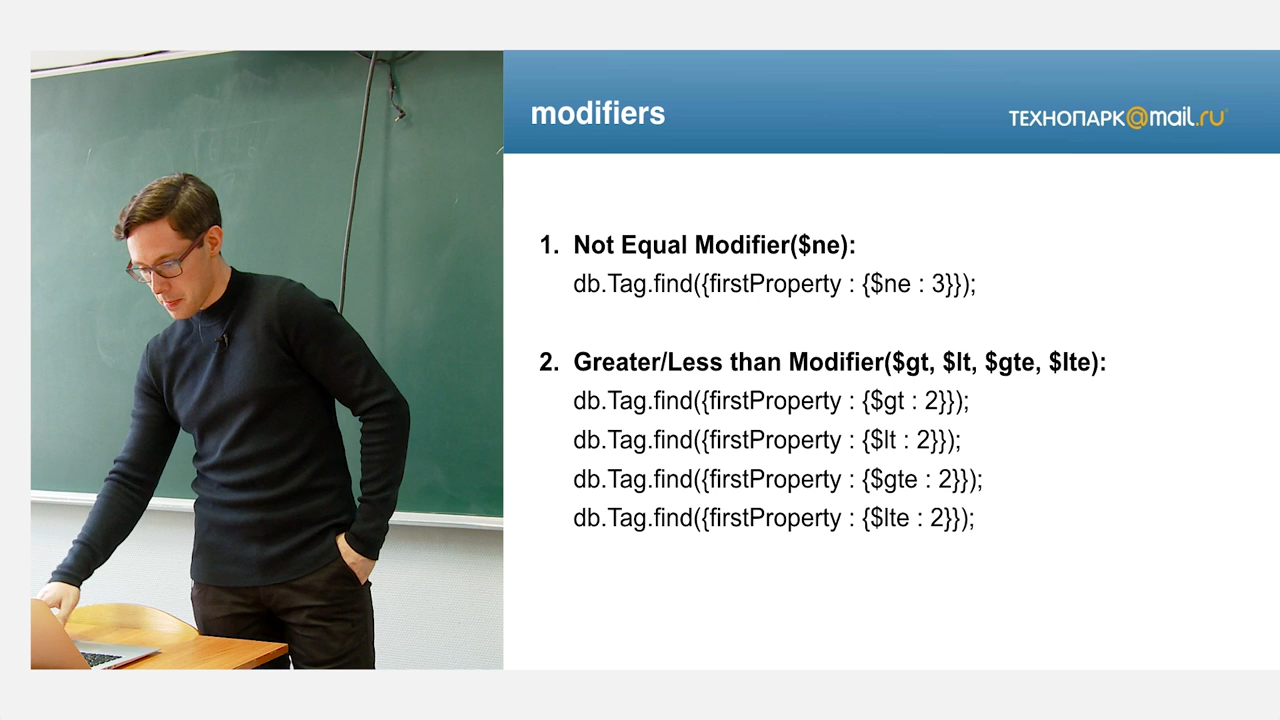 modifiers
ТЕХНОПАРК@mail.ru
1. Not Equal Modifier($ne):
db.Tag.find({firstProperty : {$ne : 3}});
2. Greater/Less than Modifier($gt, $lt, $gte, $lte):
db.Tag.find({firstProperty : {$gt : 2}});
db.Tag.find({firstProperty : {$lt : 2}});
db.Tag.find({firstProperty : {$gte : 2}});
db.Tag.find({firstProperty : {$lte : 2}});